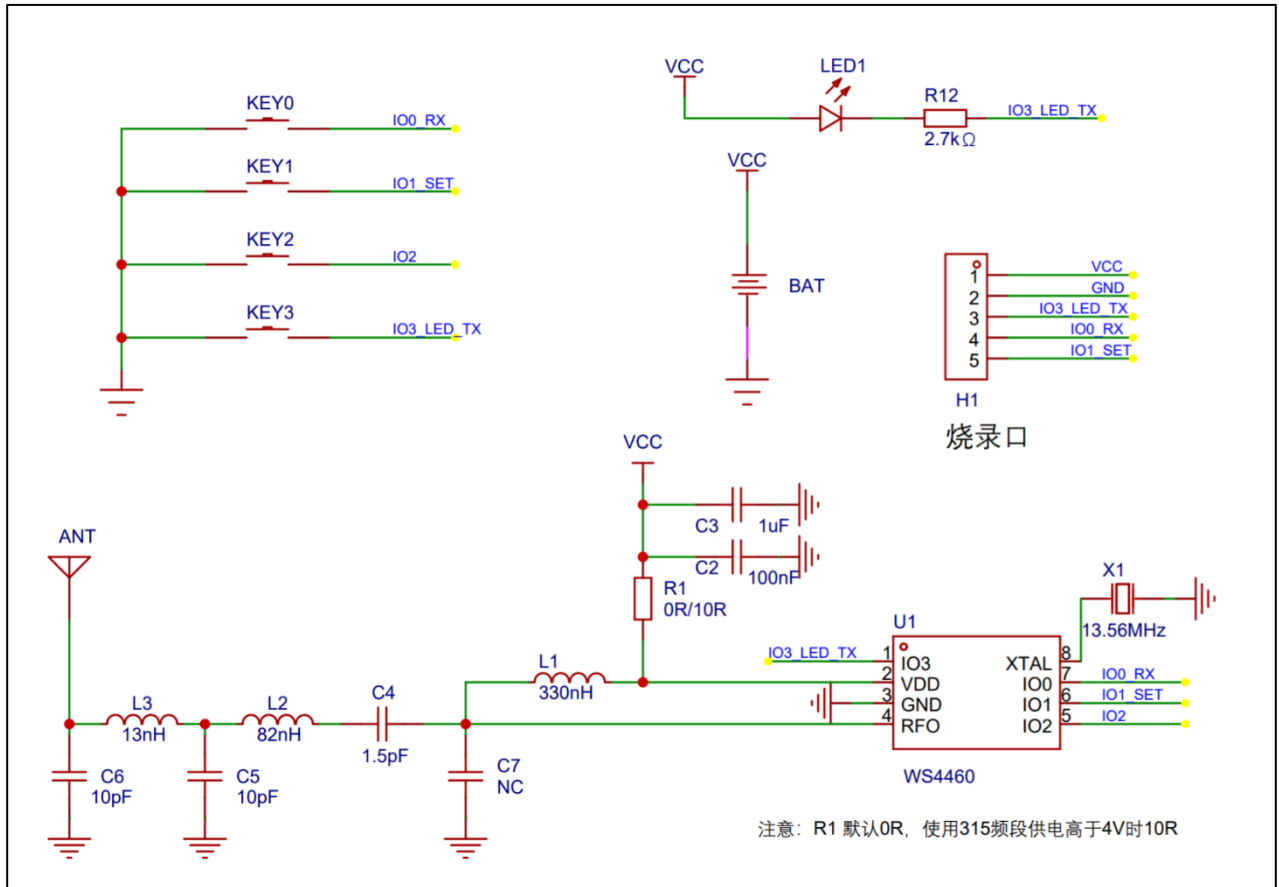 KEY0
IO0_RX
KEY1
IO1_SET
KEY2
IO2
KEY3
IO3_LED_TX
VCC
LED1
R12
2.7kΩ
IO3_LED_TX
VCC
BAT
1
2
3
4
5
VCC
GND
IO3_LED_TX
IO0_RX
IO1_SET
H1
烧录口
VCC
C3
1uF
C2
100nF
R1
0R/10R
ANT
L3
13nH
L2
82nH
C4
1.5pF
L1
330nH
C6
10pF
C5
10pF
C7
NC
X1
13.56MHz
U1
IO3_LED_TX
1
2
3
4
IO3
VDD
GND
RFO
XTAL
IO0
IO1
IO2
8
7
6
5
IO0_RX
IO1_SET
IO2
WS4460
注意：R1 默认0R，使用315频段供电高于4V时10R